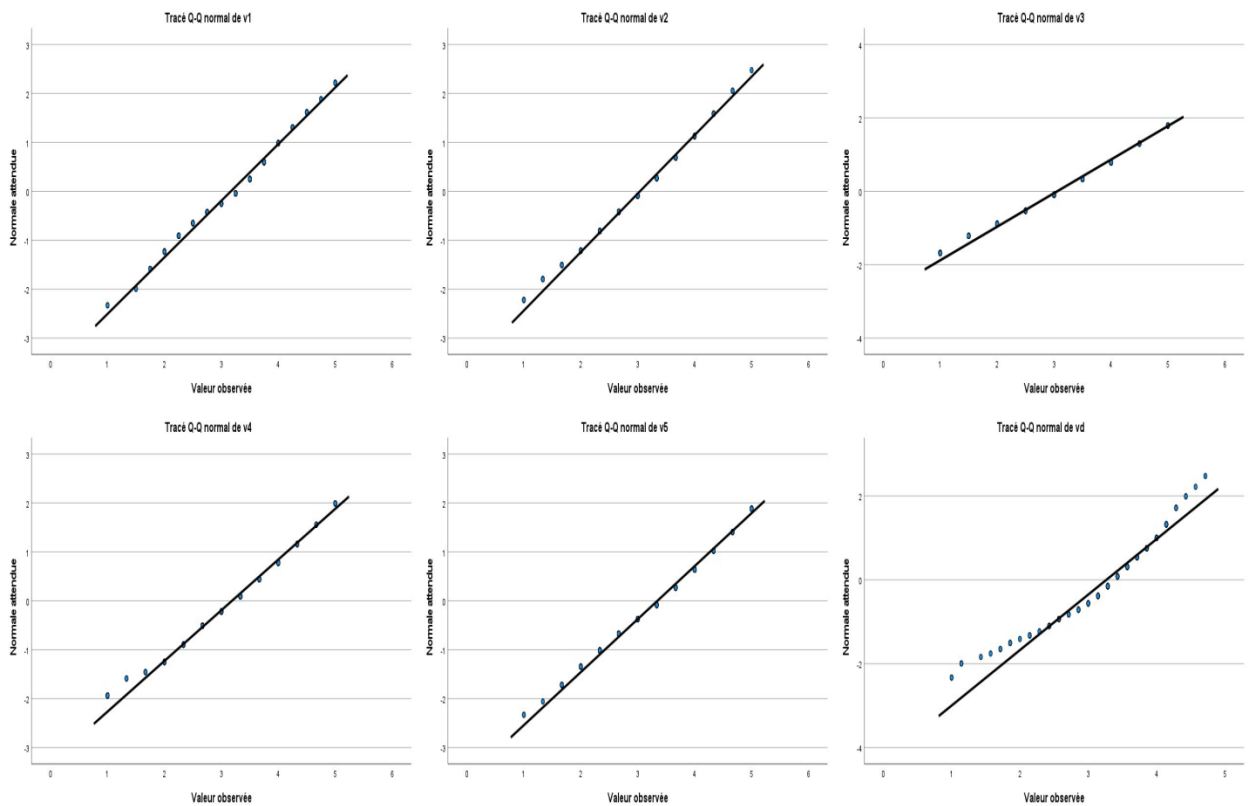 Tracé Q-Q normal de v1
3
2
1
0
-1
-2
-3
Normale attendue
0 1 2 3 4 5 6
Valeur observée
Tracé Q-Q normal de v2
3
2
1
0
-1
-2
-3
Normale attendue
0 1 2 3 4 5 6
Valeur observée
Tracé Q-Q normal de v3
4
2
0
-2
-4
Normale attendue
0 1 2 3 4 5 6
Valeur observée
Tracé Q-Q normal de v4
3
2
1
0
-1
-2
-3
Normale attendue
0 1 2 3 4 5 6
Valeur observée
Tracé Q-Q normal de v5
3
2
1
0
-1
-2
-3
Normale attendue
0 1 2 3 4 5 6
Valeur observée
Tracé Q-Q normal de vd
2
0
-2
-4
Normale attendue
0 1 2 3 4 5
Valeur observée